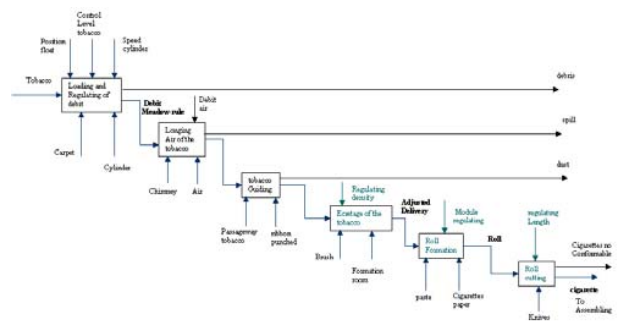 Control
Level
tobacco
Position
float
Speed
cylinder
Tobacco
Loading and
Regulating of
debit
debris
Debit
Meadow rule
Debit
air
Carpet
Cylinder
Longing
Air of the
tobacco
spill
Chimney
Air
tobacco
Guiding
dust
Passageway
tobacco
ribbon
punched
Regulating
density
Ecretage of the
tobacco
Adjusted
Delivery
Brush
Formation
room
Module
regulating
Roll
Formation
Roll
paste
Cigarettes
paper
regulating
Length
Roll
cutting
Cigarettes no
Conformable
cigarette
To
Assembling
Knives